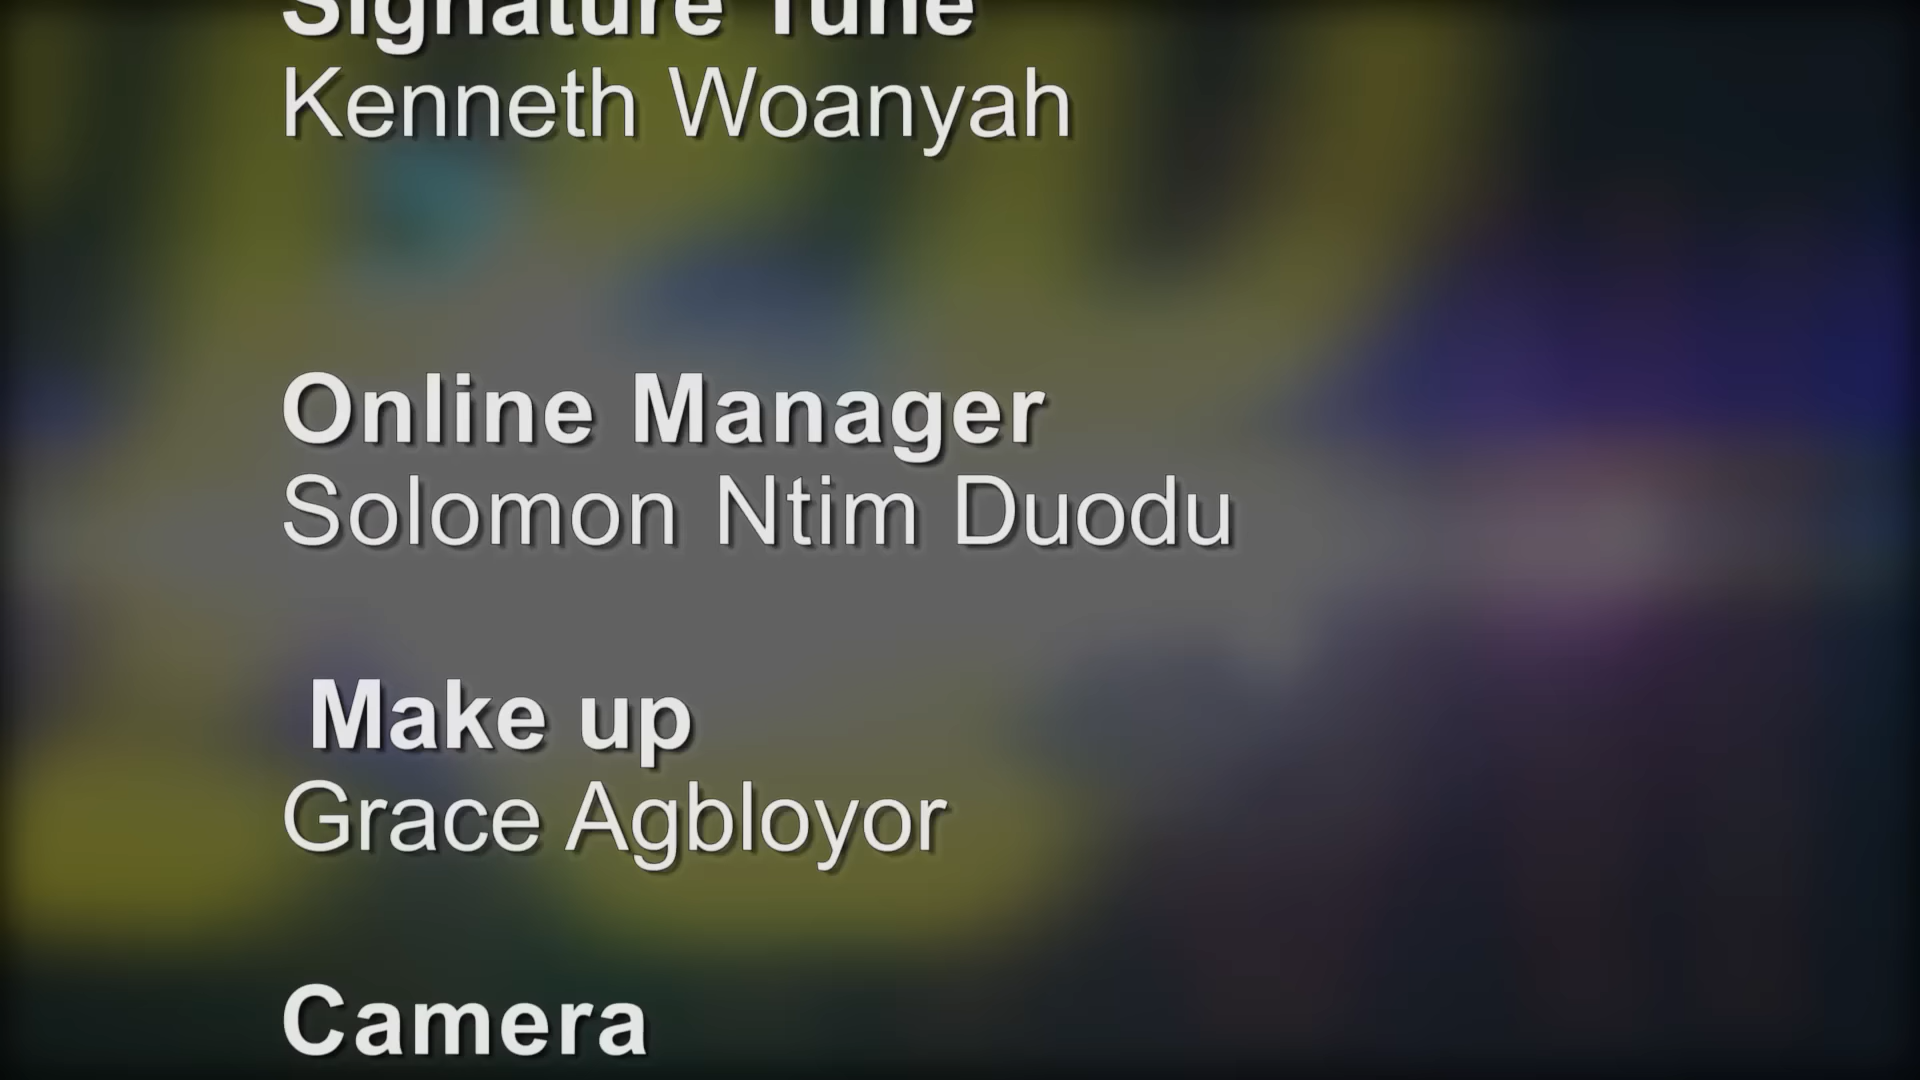 Signature Tune
Kenneth Woanyah
Online Manager
Solomon Ntim Duodu
Make up
Grace Agbloyor
Camera